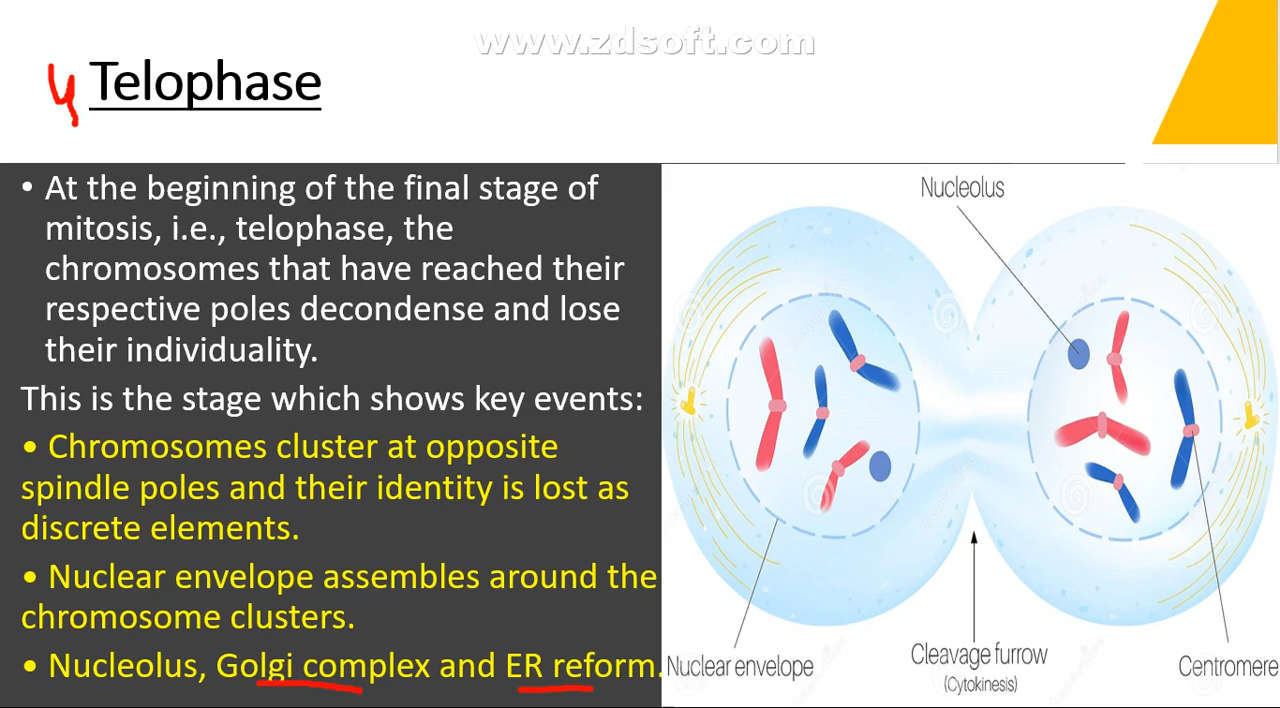 www.zdsoft.com
4 Telophase
• At the beginning of the final stage of
mitosis, i.e., telophase, the
chromosomes that have reached their
respective poles decondense and lose
their individuality.
This is the stage which shows key events:
• Chromosomes cluster at opposite
spindle poles and their identity is lost as
discrete elements.
• Nuclear envelope assembles around the
chromosome clusters.
• Nucleolus, Golgi complex and ER reform.
Nucleolus
Nuclear envelope
Cleavage furrow
(Cytokinesis)
Centromere